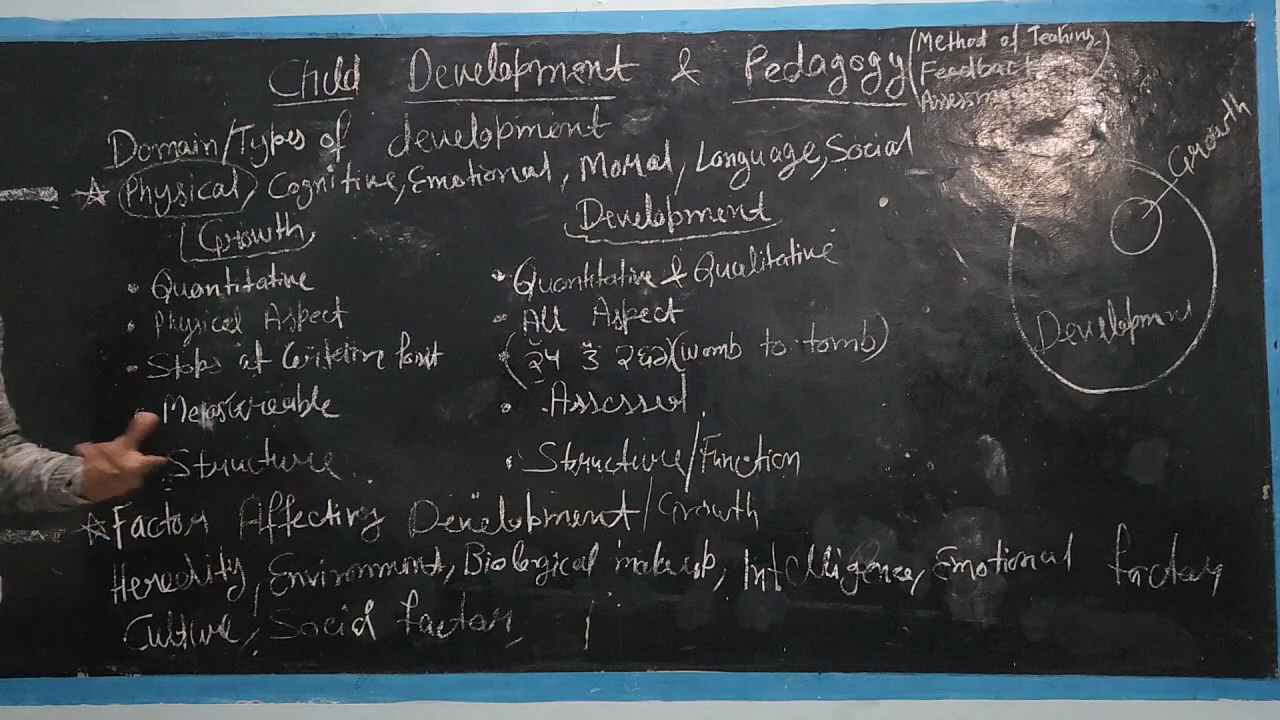 Child Development & Pedagogy (Method of Teaching
Feedback
Assessment)
Domain/Types of development
☆ Physical, Cognitive, Emotional, Moral, Language, Social
Growth
Development
• Quantitative
• Physical Aspect
• Stops at Certain Point
• Measureable
• Structure
• Quantitative & Qualitative
• All Aspect
(womb to tomb)
• Assessed
• Structure/Function
Growth
Development
☆ Factor Affecting Development/Growth
Heredity, Environment, Biological makeup, Intelligence, Emotional factor,
Culture, Social factor,